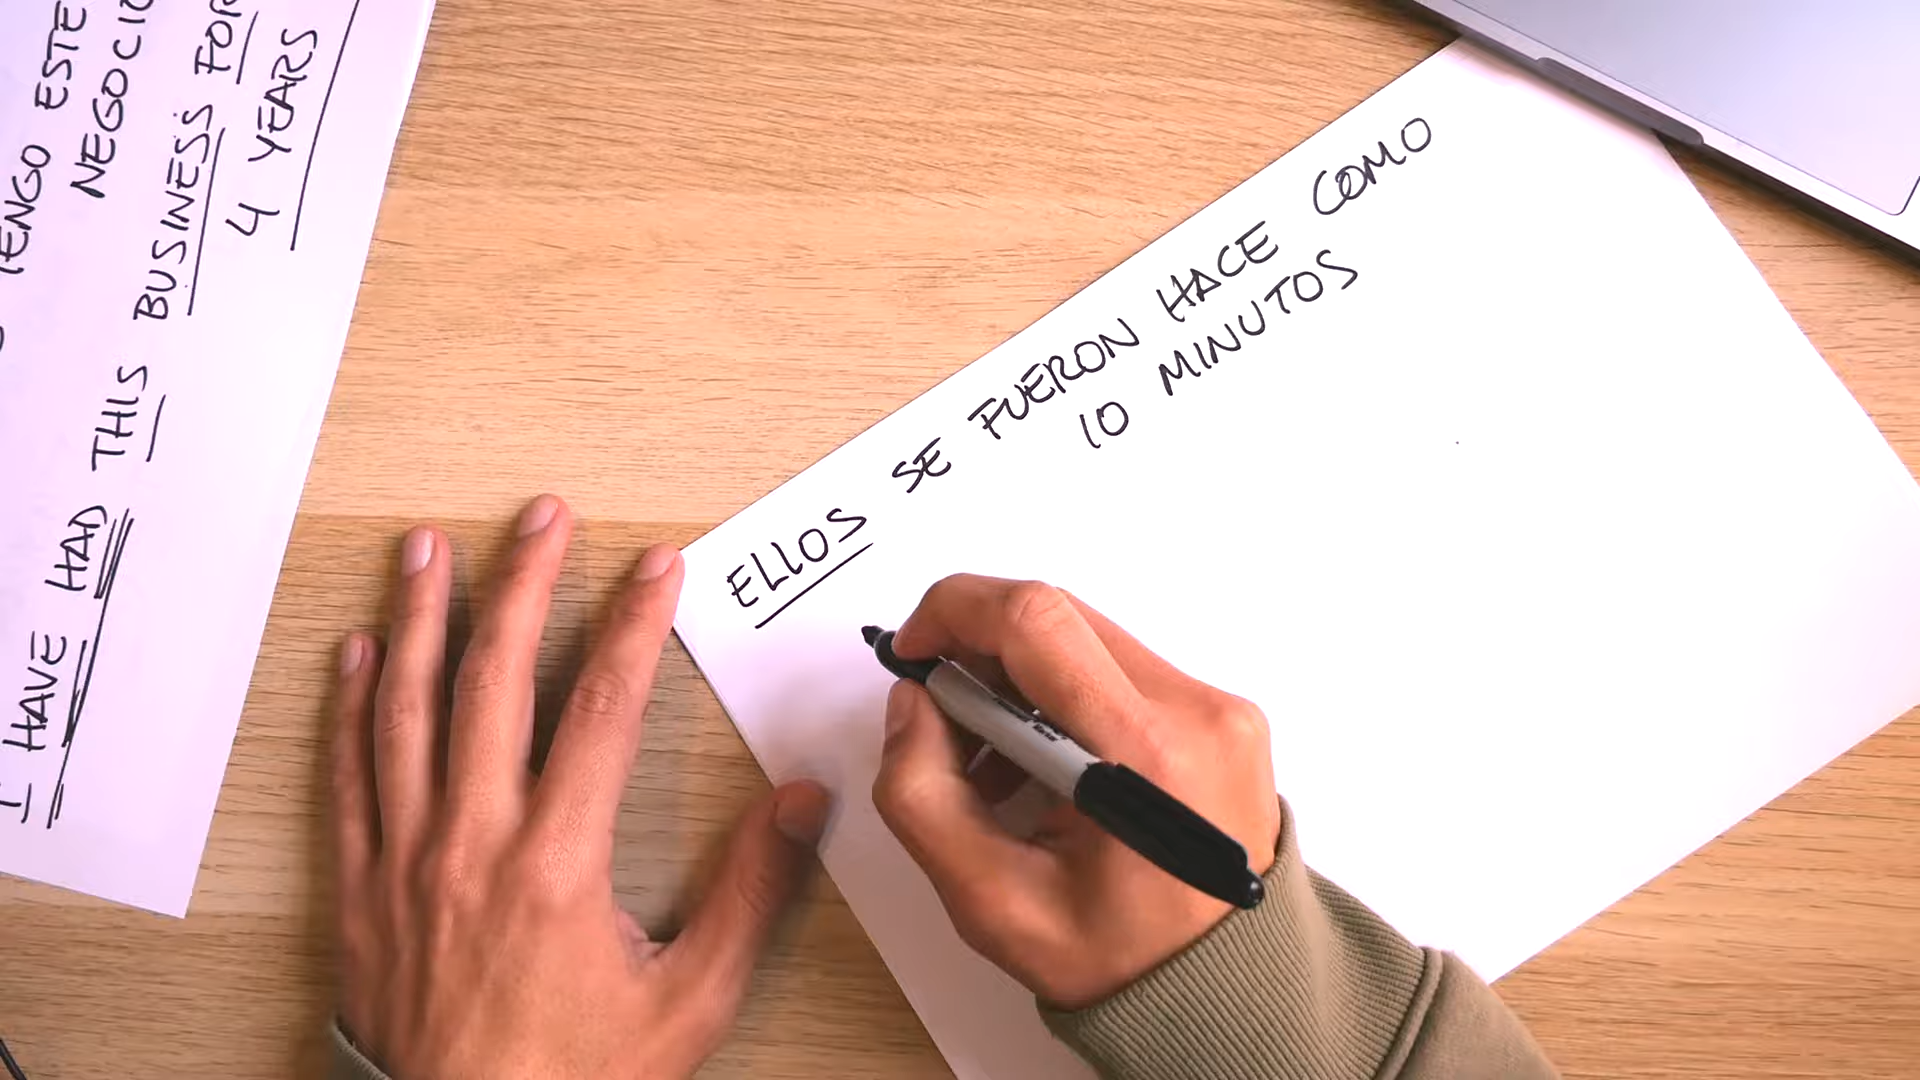 TENGO ESTE
NEGOCIO
I HAVE HAD THIS BUSINESS FOR
4 YEARS
ELLOS SE FUERON HACE COMO
10 MINUTOS